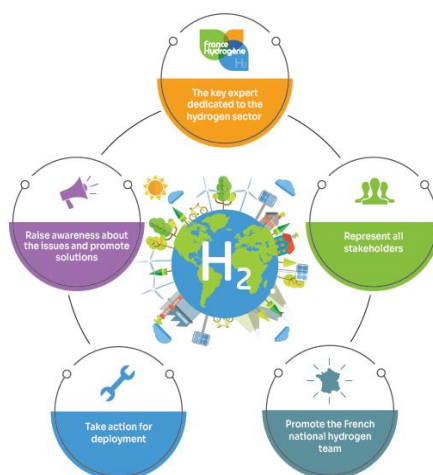 France
Hydrogène
H2
The key expert
dedicated to the
hydrogen sector
Raise awareness about
the issues and promote
solutions
Represent all
stakeholders
H2
Take action for
deployment
Promote the French
national hydrogen
team